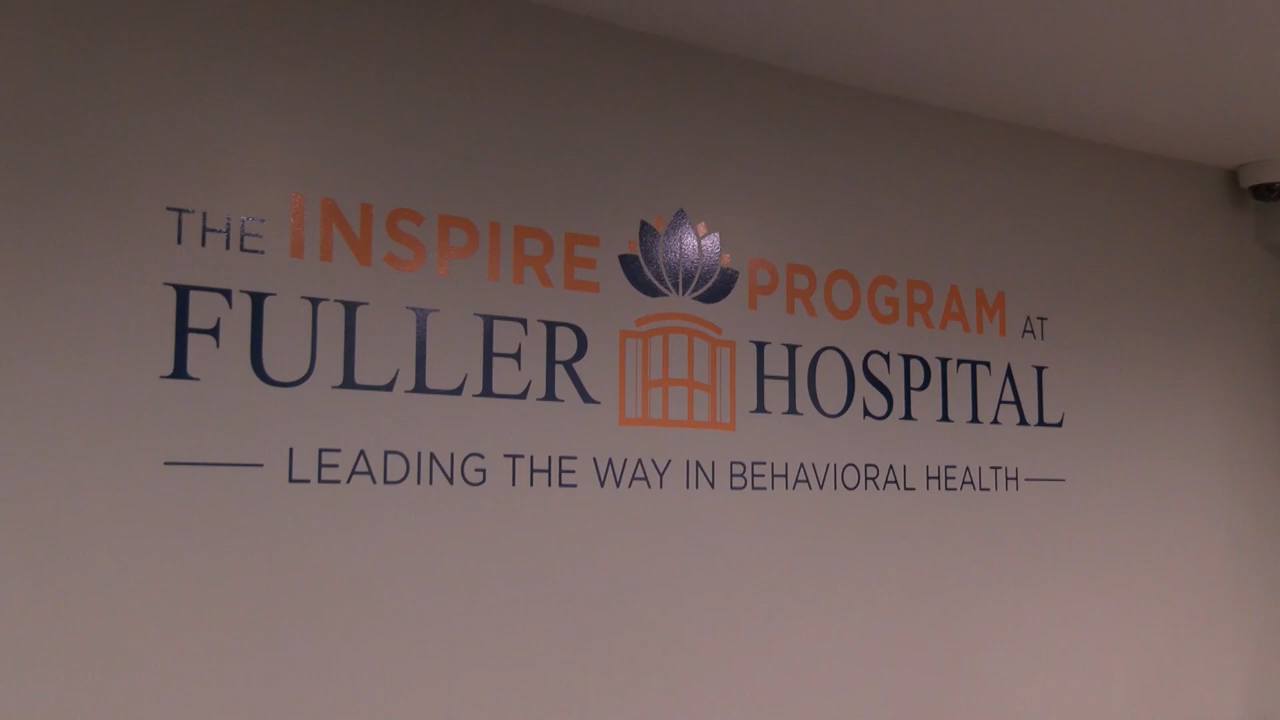 THE INSPIRE PROGRAM AT
FULLER HOSPITAL
LEADING THE WAY IN BEHAVIORAL HEALTH